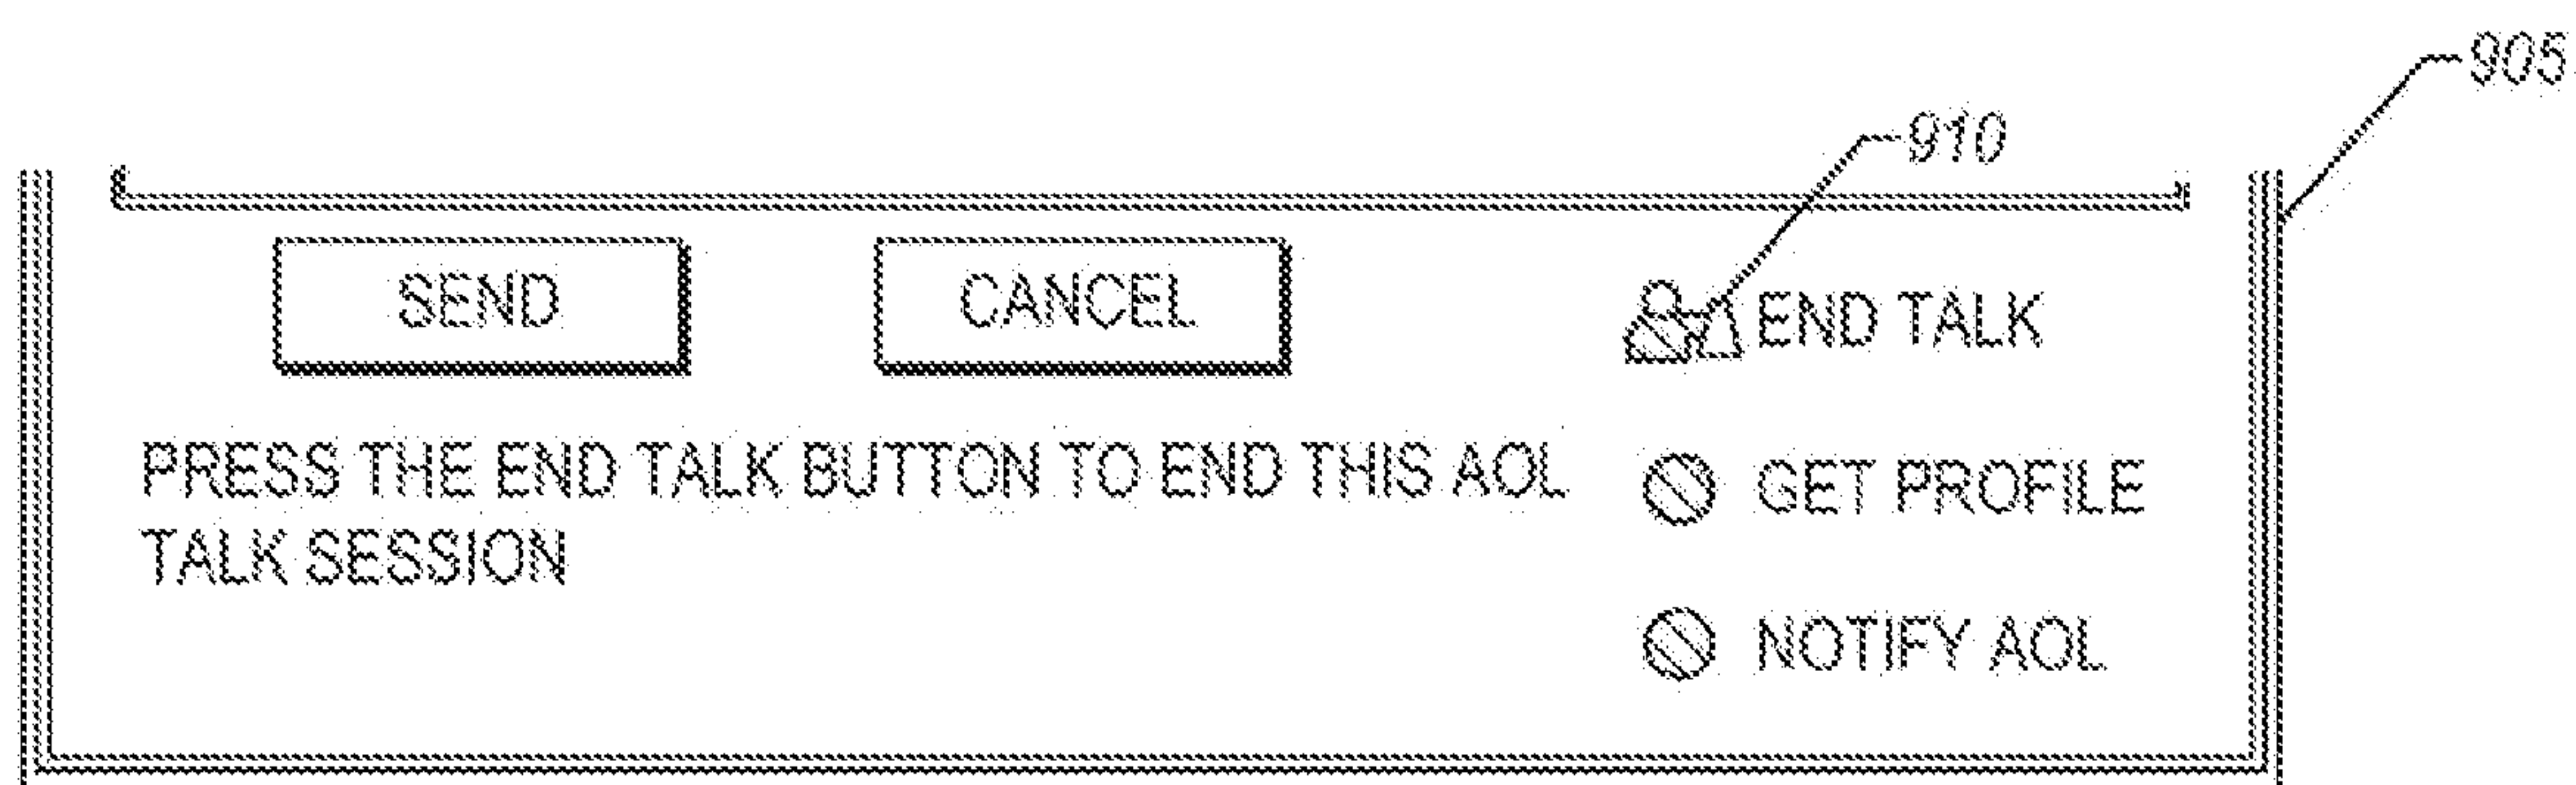 905
910
SEND CANCEL END TALK
PRESS THE END TALK BUTTON TO END THIS AOL
TALK SESSION
GET PROFILE
NOTIFY AOL